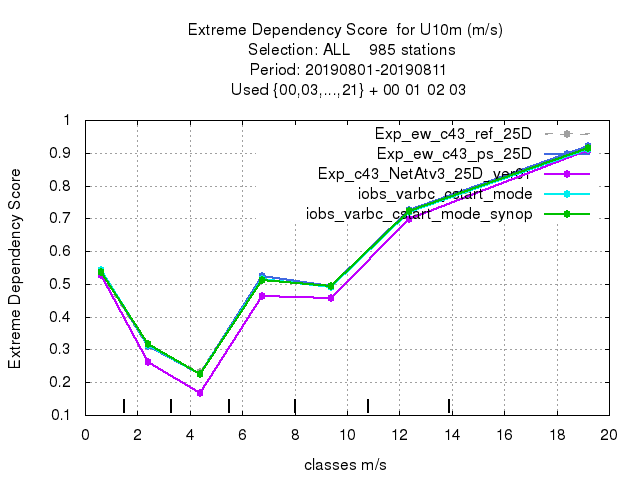 Extreme Dependency Score  for U10m (m/s)
Selection: ALL    985 stations
Period: 20190801-20190811
Used {00,03,...,21} + 00 01 02 03
Extreme Dependency Score
1
0.9
0.8
0.7
0.6
0.5
0.4
0.3
0.2
0.1
Exp_ew_c43_ref_25D
Exp_ew_c43_ps_25D
Exp_c43_NetAtv3_25D_ver01
iobs_varbc_cstart_mode
iobs_varbc_cstart_mode_synop
0 2 4 6 8 10 12 14 16 18 20
classes m/s